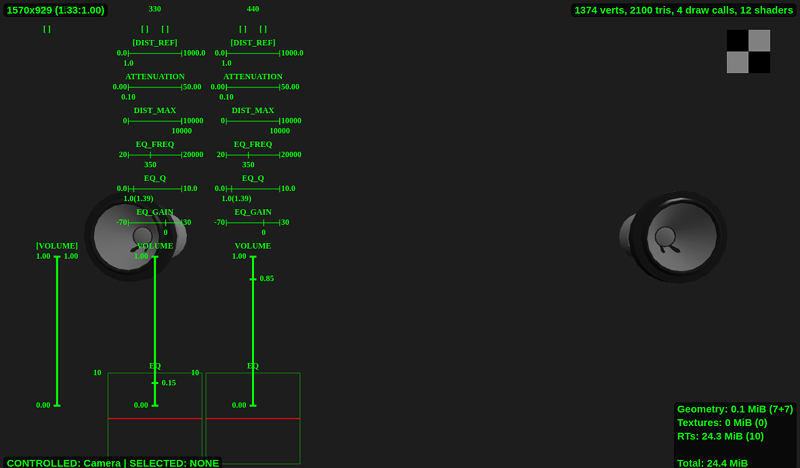 1570x929 (1.33:1.00)
330
440
1374 verts, 2100 tris, 4 draw calls, 12 shaders
[ ]
[ ] [ ]
[ ] [ ]
[DIST_REF]
0.0 1000.0
1.0
[DIST_REF]
0.0 1000.0
1.0
ATTENUATION
0.00 50.00
0.10
ATTENUATION
0.00 50.00
0.10
DIST_MAX
0 10000
10000
DIST_MAX
0 10000
10000
EQ_FREQ
20 20000
350
EQ_FREQ
20 20000
350
EQ_Q
0.0 10.0
1.0(1.39)
EQ_Q
0.0 10.0
1.0(1.39)
EQ_GAIN
-70 30
0
EQ_GAIN
-70 30
0
[VOLUME]
1.00 1.00
0.00
VOLUME
1.00
0.15
0.00
VOLUME
1.00
0.85
0.00
EQ
10
EQ
10
Geometry: 0.1 MiB (7+7)
Textures: 0 MiB (0)
RTs: 24.3 MiB (10)
Total: 24.4 MiB
CONTROLLED: Camera | SELECTED: NONE